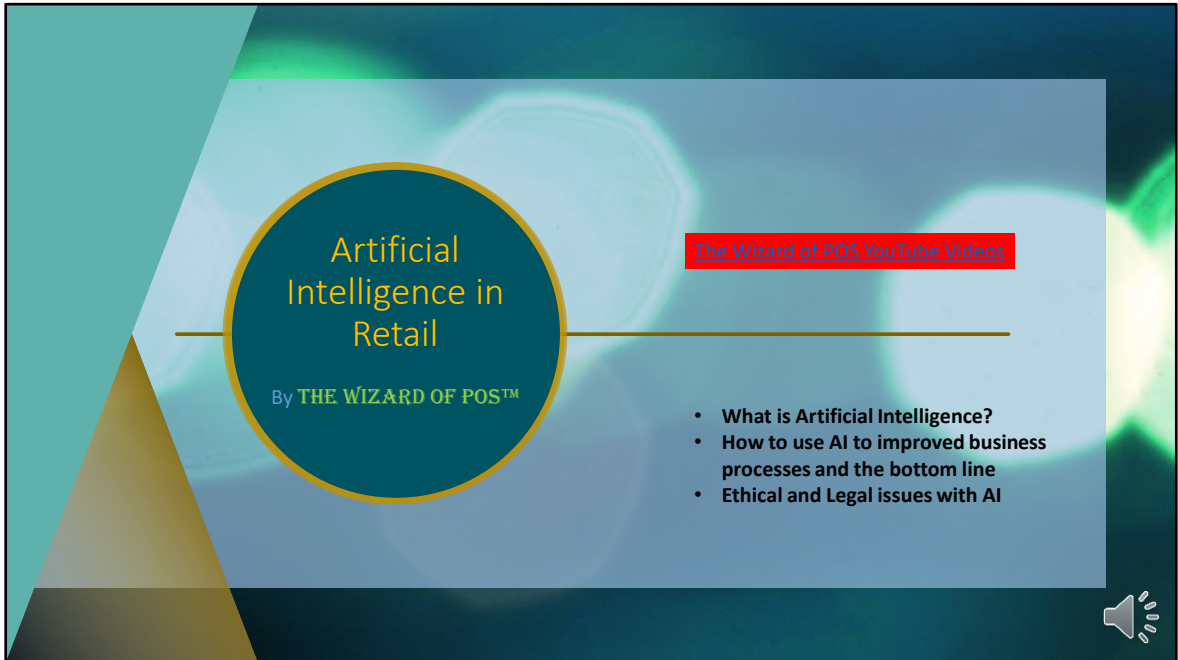 Artificial
Intelligence in
Retail
By THE WIZARD OF POS™
The Wizard of POS YouTube Videos
• What is Artificial Intelligence?
• How to use AI to improved business
processes and the bottom line
• Ethical and Legal issues with AI